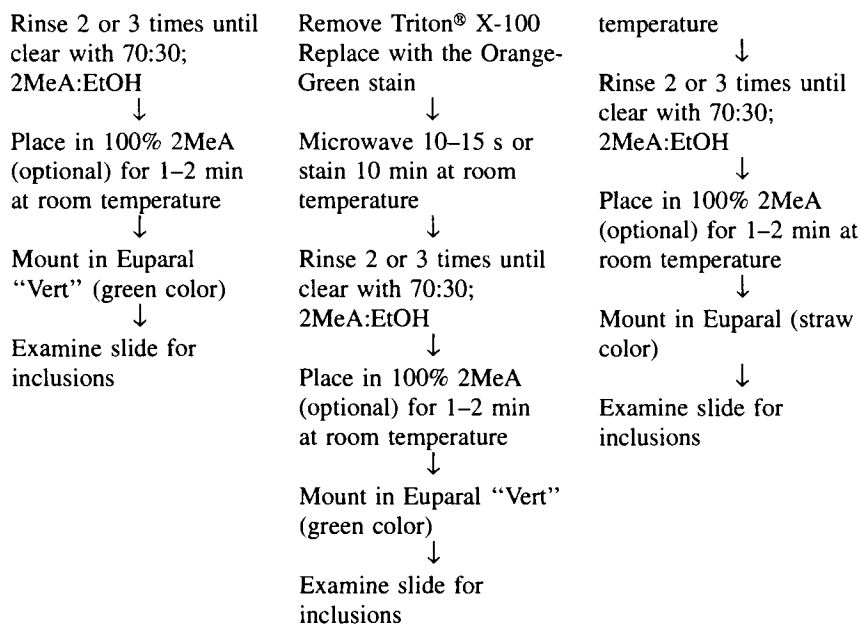 Rinse 2 or 3 times until
clear with 70:30;
2MeA:EtOH
↓
Place in 100% 2MeA
(optional) for 1–2 min
at room temperature
↓
Mount in Euparal
“Vert” (green color)
↓
Examine slide for
inclusions
Remove Triton® X-100
Replace with the Orange-
Green stain
↓
Microwave 10–15 s or
stain 10 min at room
temperature
↓
Rinse 2 or 3 times until
clear with 70:30;
2MeA:EtOH
↓
Place in 100% 2MeA
(optional) for 1–2 min
at room temperature
↓
Mount in Euparal “Vert”
(green color)
↓
Examine slide for
inclusions
temperature
↓
Rinse 2 or 3 times until
clear with 70:30;
2MeA:EtOH
↓
Place in 100% 2MeA
(optional) for 1–2 min at
room temperature
↓
Mount in Euparal (straw
color)
↓
Examine slide for
inclusions